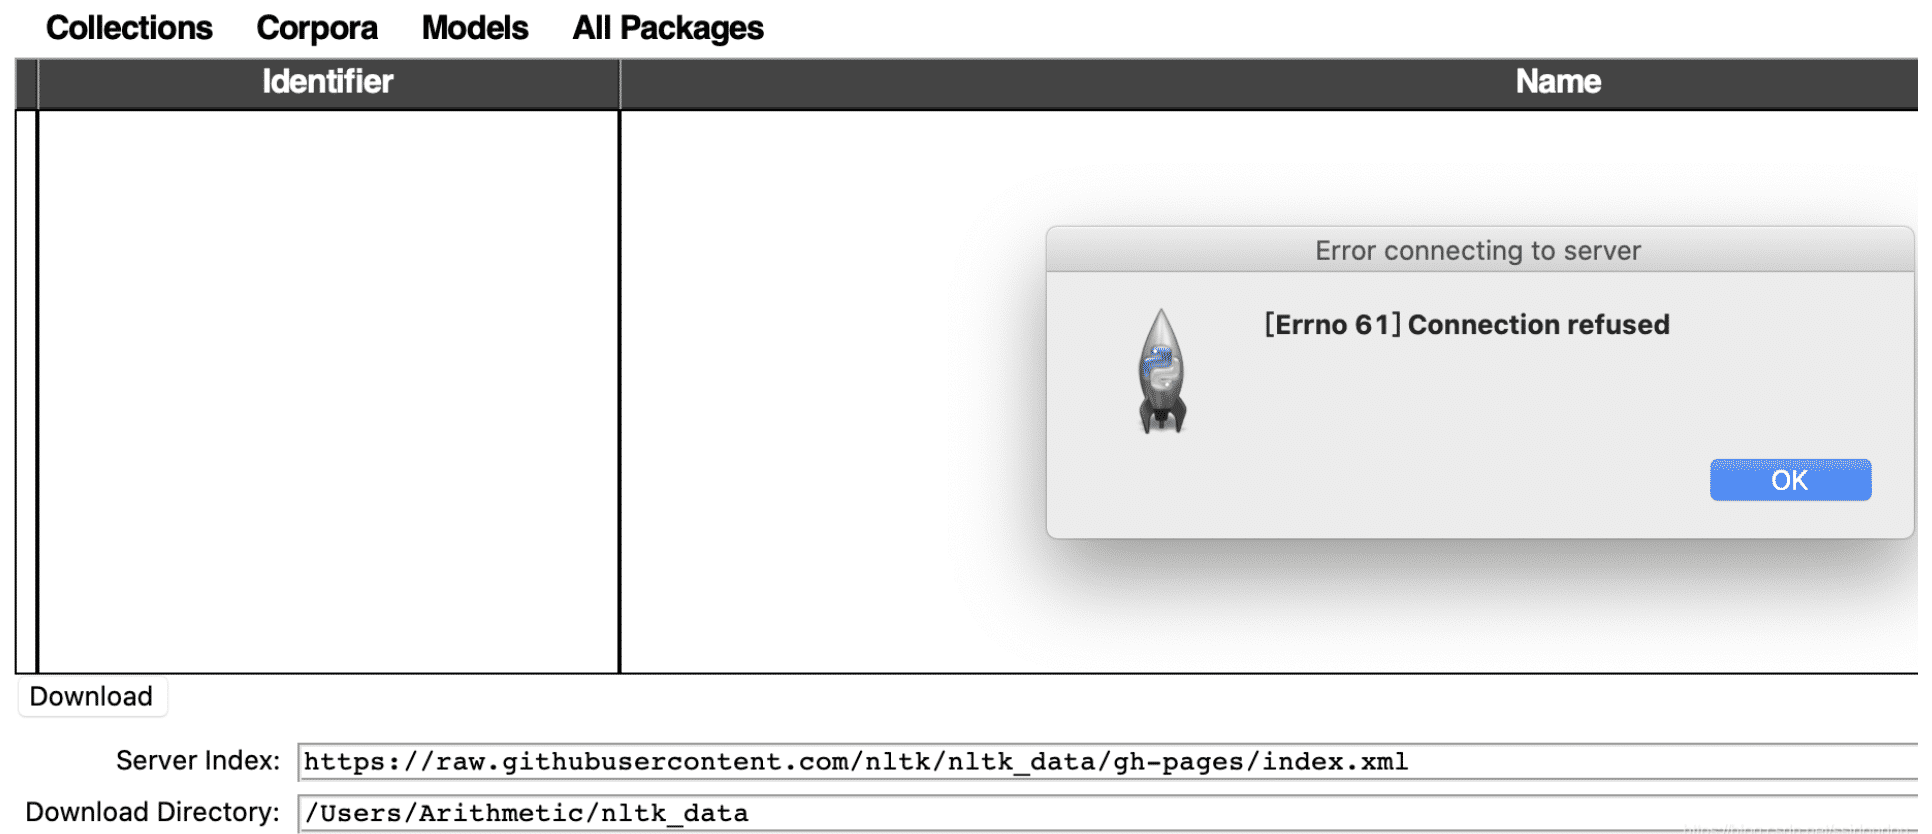 Collections Corpora Models All Packages
Identifier Name
Error connecting to server
[Errno 61] Connection refused
OK
Download
Server Index: https://raw.githubusercontent.com/nltk/nltk_data/gh-pages/index.xml
Download Directory: /Users/Arithmetic/nltk_data